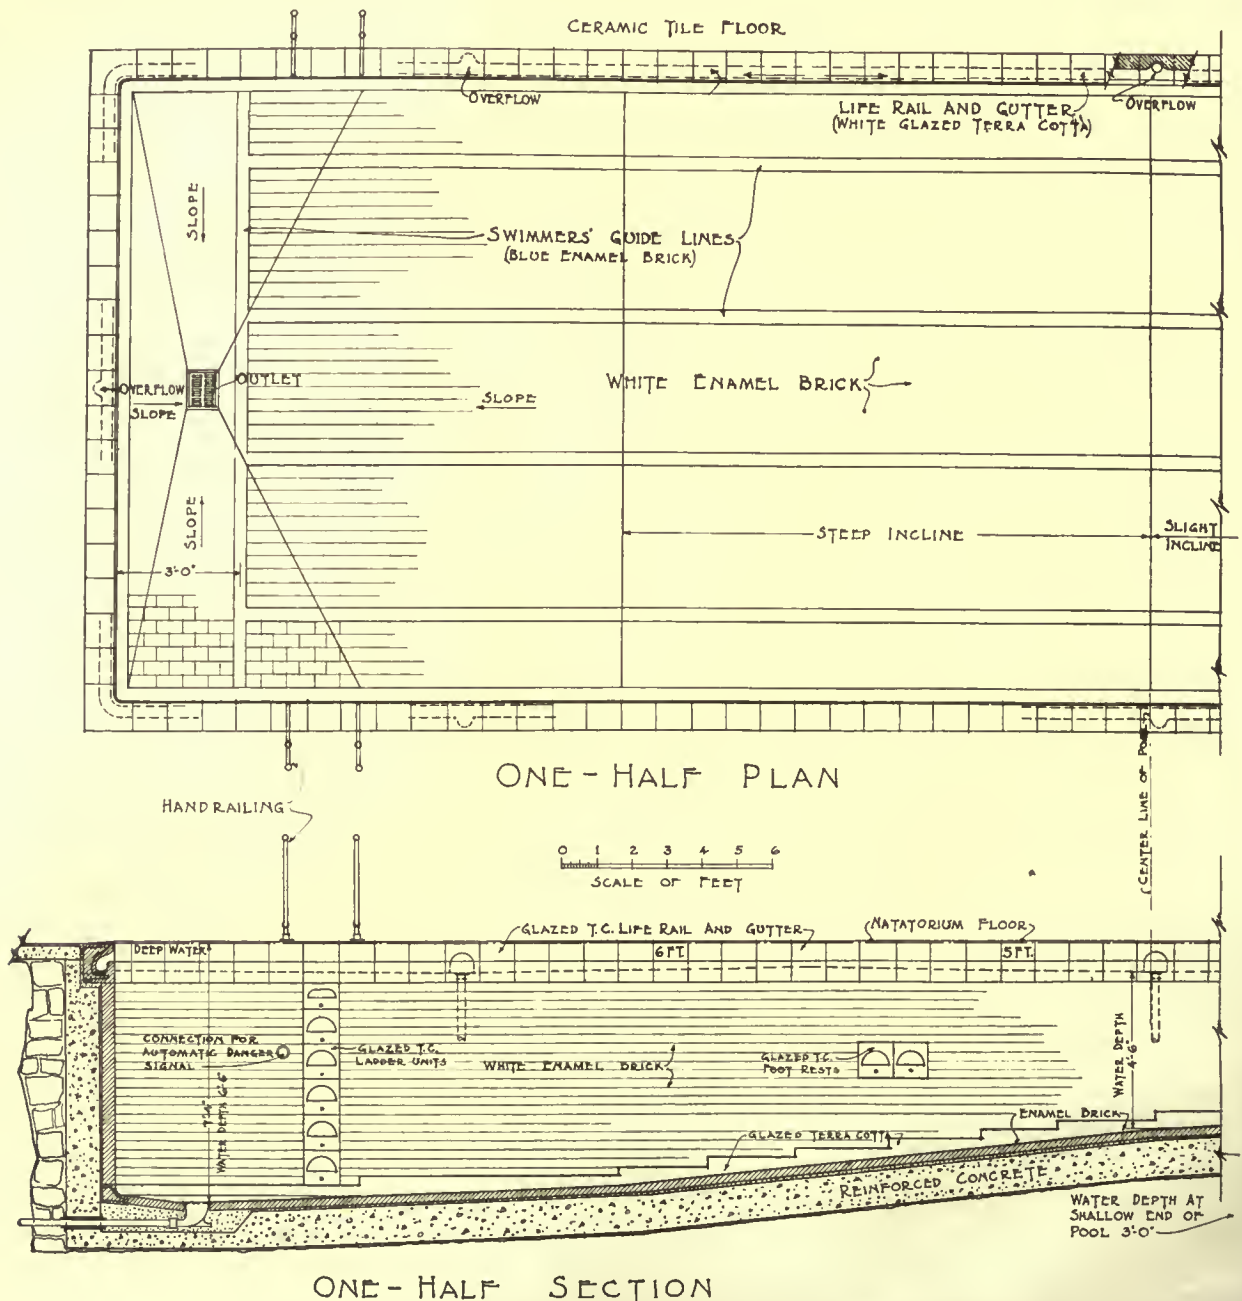 CERAMIC TILE FLOOR
OVERFLOW
LIFE RAIL AND GUTTER
(WHITE GLAZED TERRA COTTA)
OVERFLOW
SLOPE
SWIMMERS' GUIDE LINES
(BLUE ENAMEL BRICK)
OVERFLOW
OUTLET
SLOPE
SLOPE
WHITE ENAMEL BRICK
SLOPE
STEEP INCLINE
SLIGHT
INCLINE
3'-0"
ONE-HALF PLAN
CENTER LINE OF POOL
HANDRAILING
0 1 2 3 4 5 6
SCALE OF FEET
GLAZED T.C. LIFE RAIL AND GUTTER
NATATORIUM FLOOR
DEEP WATER
6 FT.
5 FT.
CONNECTION FOR
AUTOMATIC DANGER
SIGNAL
GLAZED T.C.
LADDER UNITS
WHITE ENAMEL BRICK
GLAZED T.C.
FOOT RESTS
WATER DEPTH
4'-6"
7'-4"
WATER DEPTH 6'-6"
ENAMEL BRICK
GLAZED TERRA COTTA
REINFORCED CONCRETE
WATER DEPTH AT
SHALLOW END OF
POOL 3'-0"
ONE-HALF SECTION